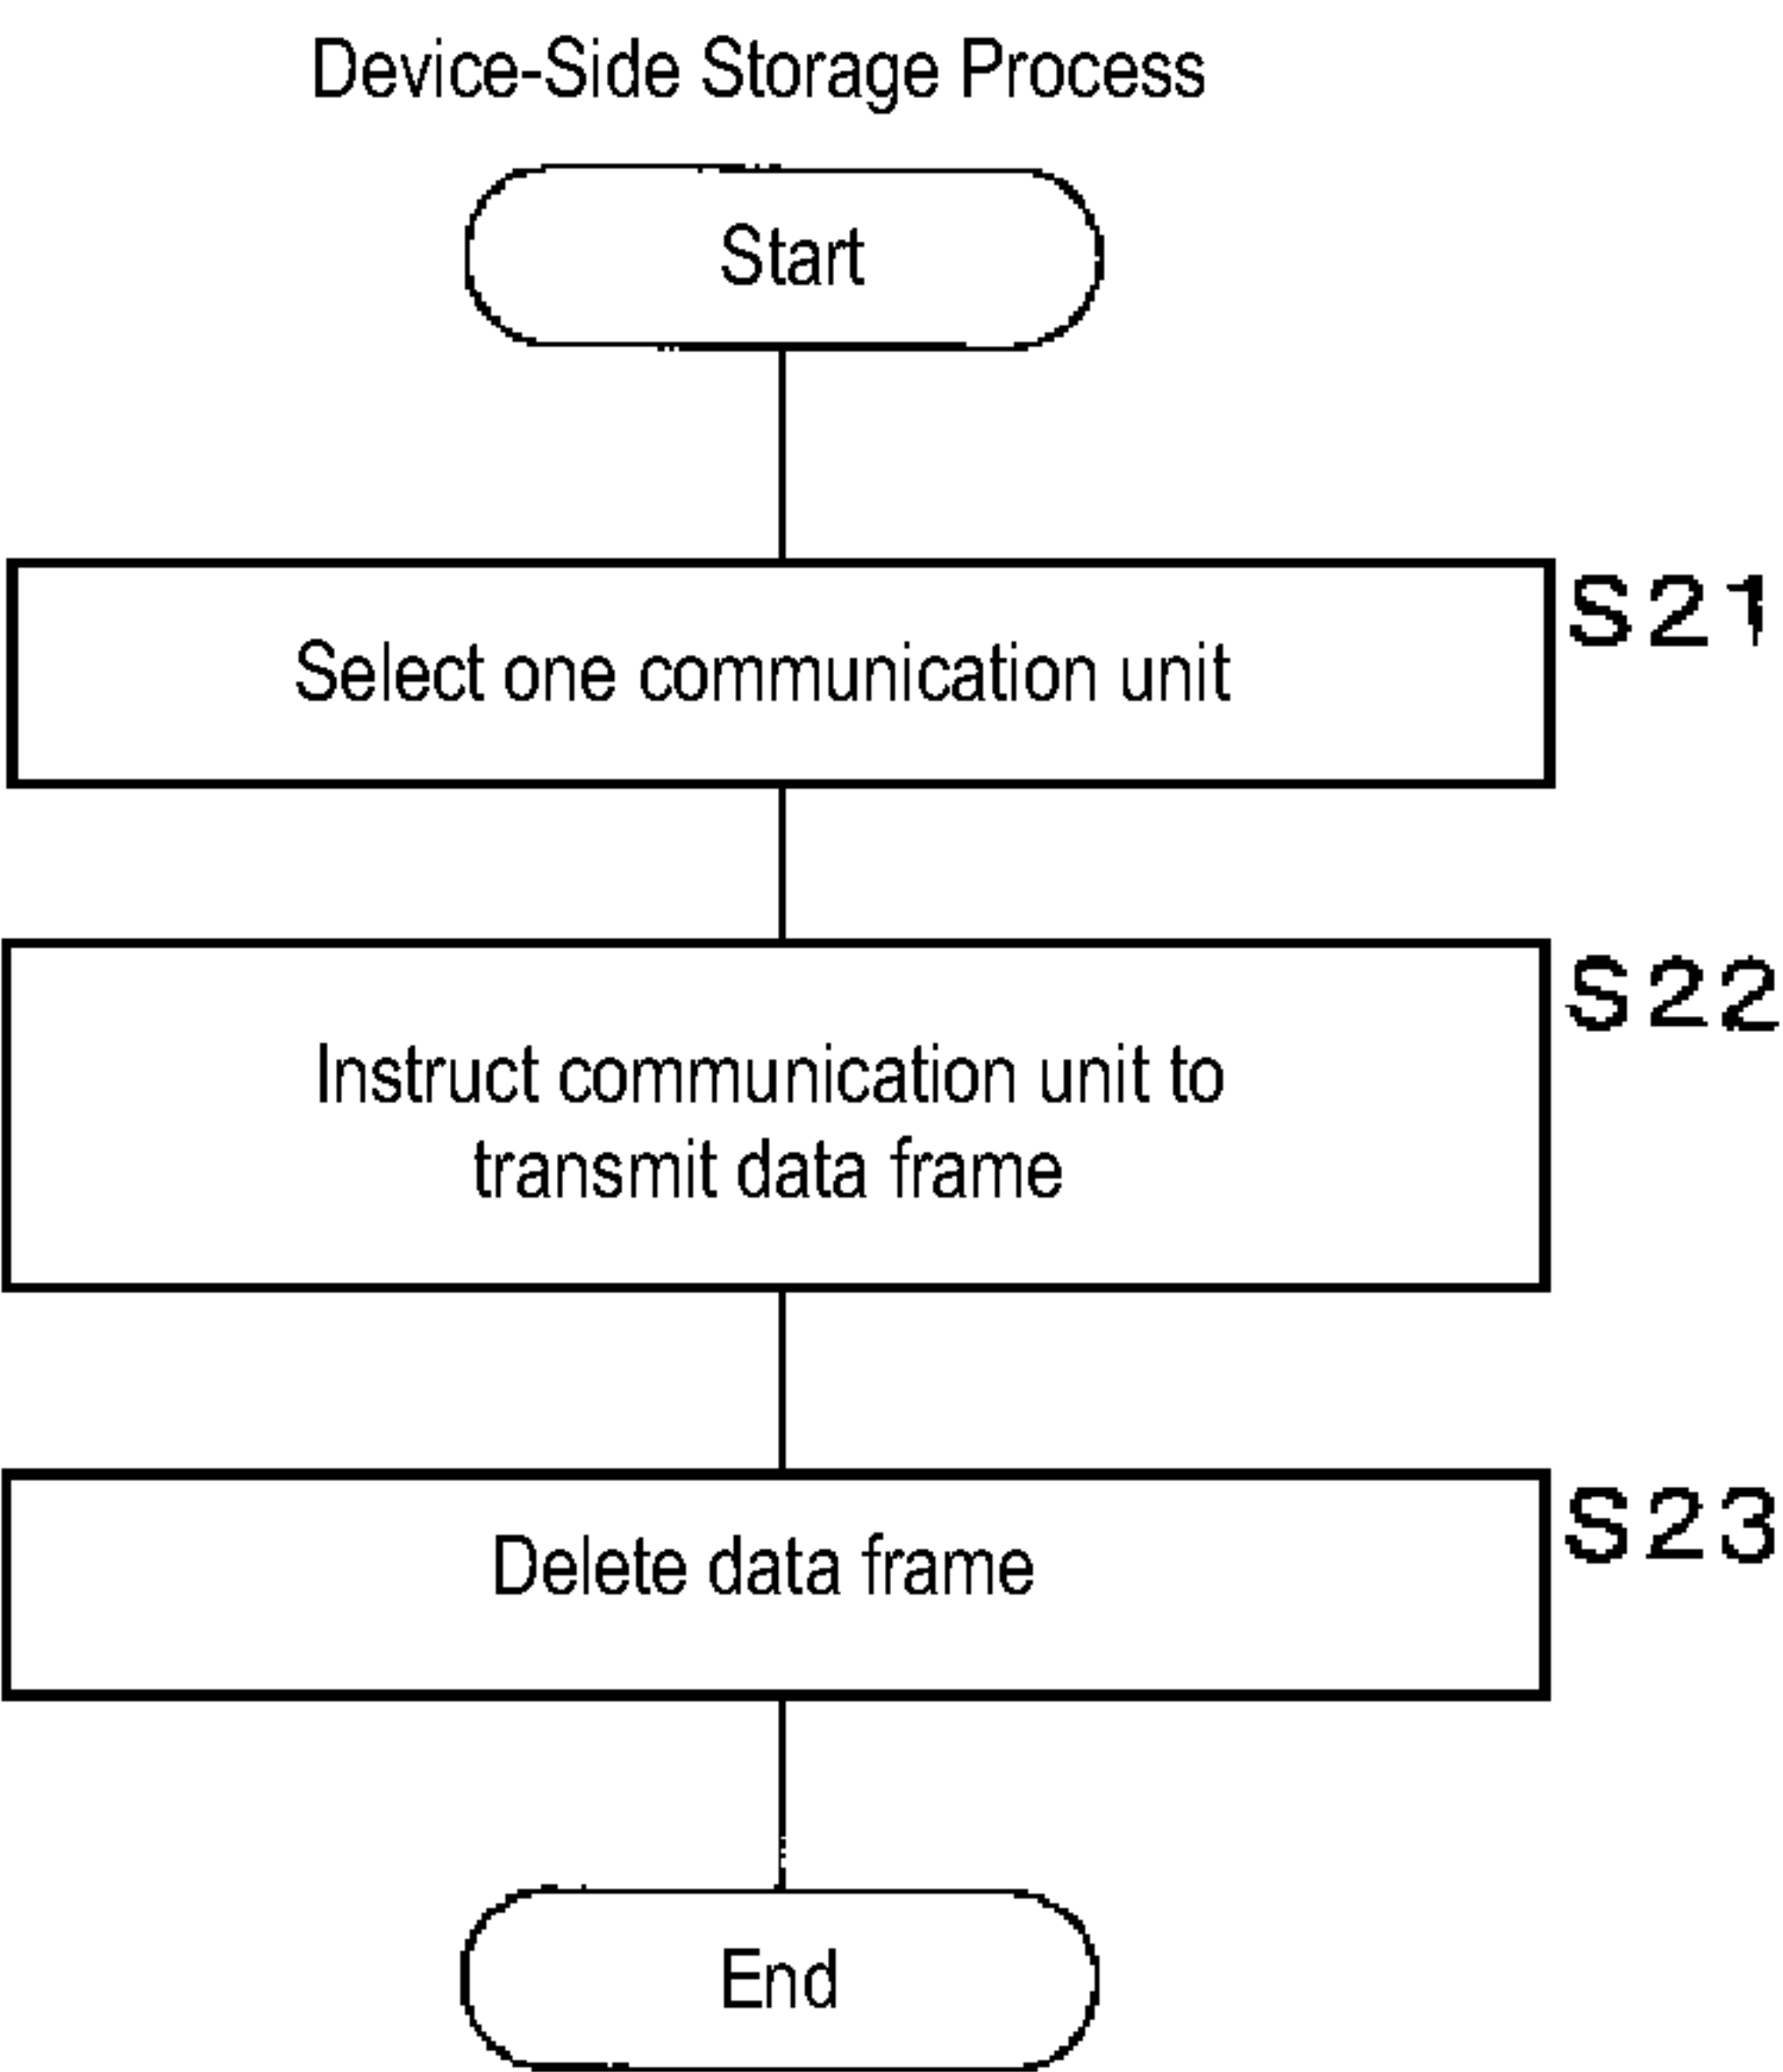 Device-Side Storage Process
Start
S21
Select one communication unit
S22
Instruct communication unit to
transmit data frame
S23
Delete data frame
End